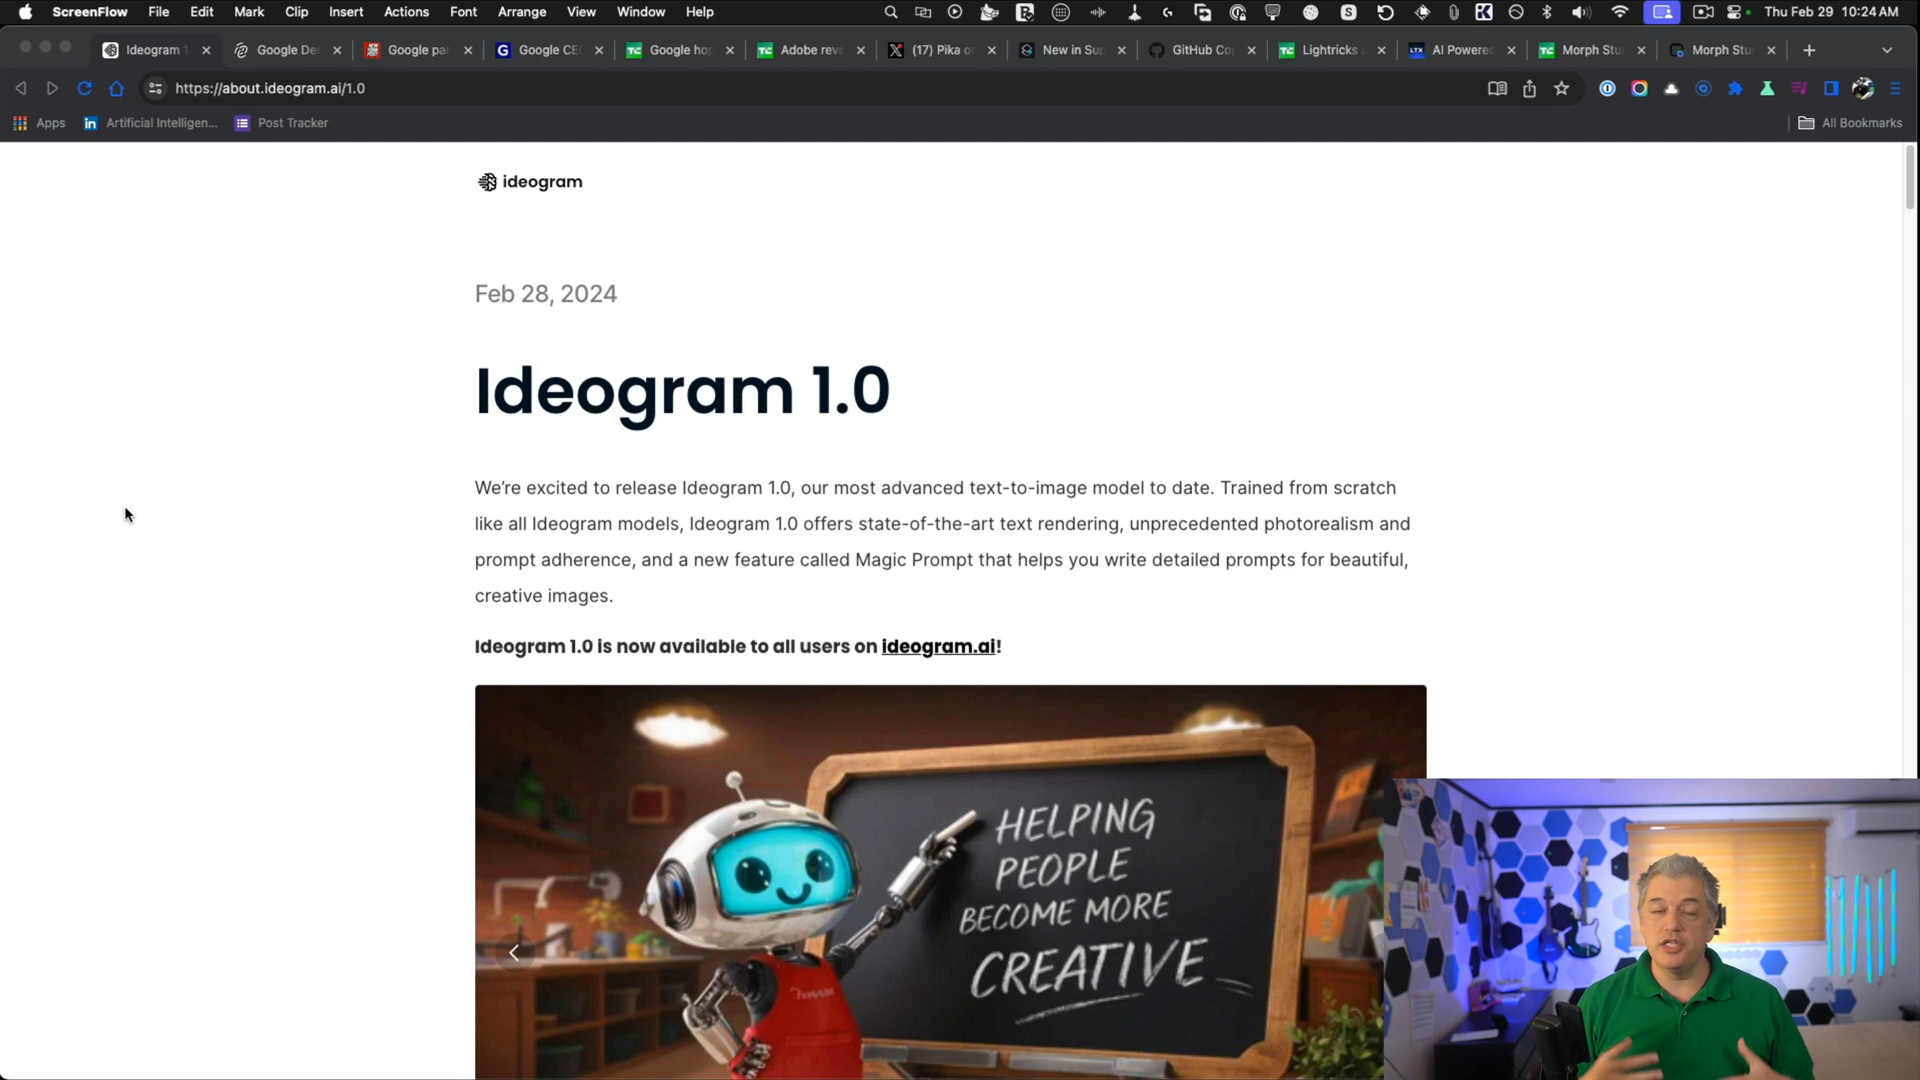 ScreenFlow File Edit Mark Clip Insert Actions Font Arrange View Window Help Thu Feb 29 10:24 AM
Ideogram 1 Google De Google pa Google CE Google ho Adobe reve (17) Pika o New in Sup GitHub Co Lightricks AI Powere Morph Stu Morph Stu
https://about.ideogram.ai/1.0
Apps Artificial Intelligen... Post Tracker All Bookmarks
ideogram
Feb 28, 2024
Ideogram 1.0
We're excited to release Ideogram 1.0, our most advanced text-to-image model to date. Trained from scratch
like all Ideogram models, Ideogram 1.0 offers state-of-the-art text rendering, unprecedented photorealism and
prompt adherence, and a new feature called Magic Prompt that helps you write detailed prompts for beautiful,
creative images.
Ideogram 1.0 is now available to all users on ideogram.ai!
HELPING
PEOPLE
BECOME MORE
CREATIVE